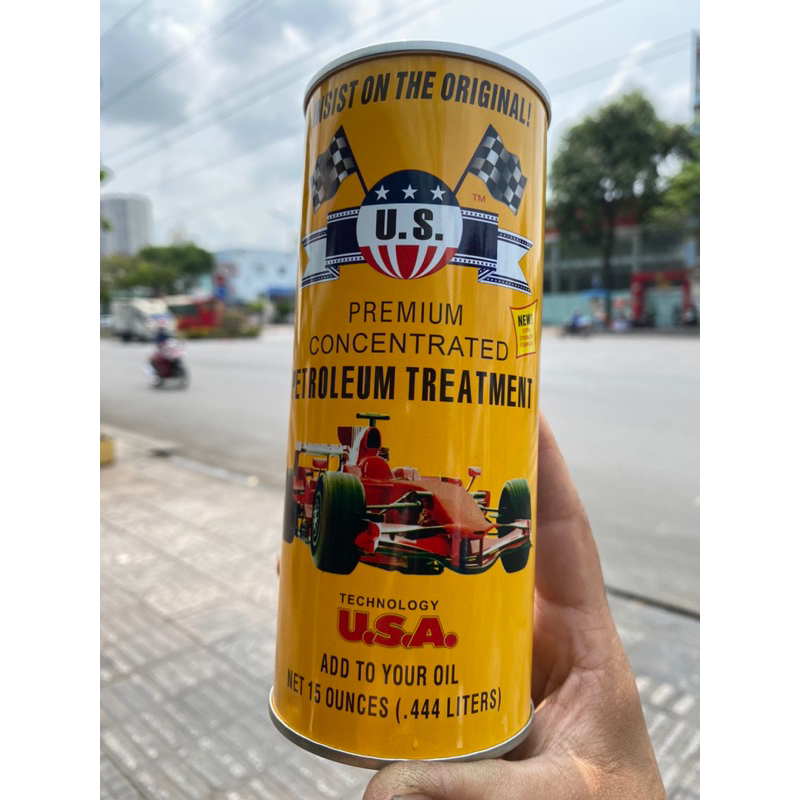 INSIST ON THE ORIGINAL!
TM
U.S.
PREMIUM
CONCENTRATED
NEW!
PETROLEUM TREATMENT
TECHNOLOGY
U.S.A.
ADD TO YOUR OIL
NET 15 OUNCES (.444 LITERS)